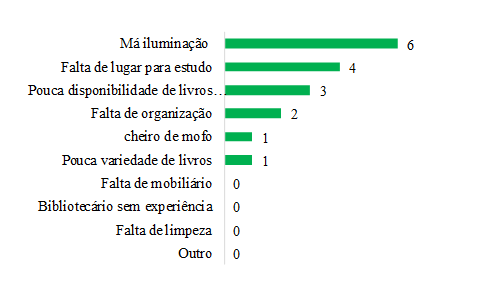 Má iluminação 6
Falta de lugar para estudo 4
Pouca disponibilidade de livros… 3
Falta de organização 2
cheiro de mofo 1
Pouca variedade de livros 1
Falta de mobiliário 0
Bibliotecário sem experiência 0
Falta de limpeza 0
Outro 0